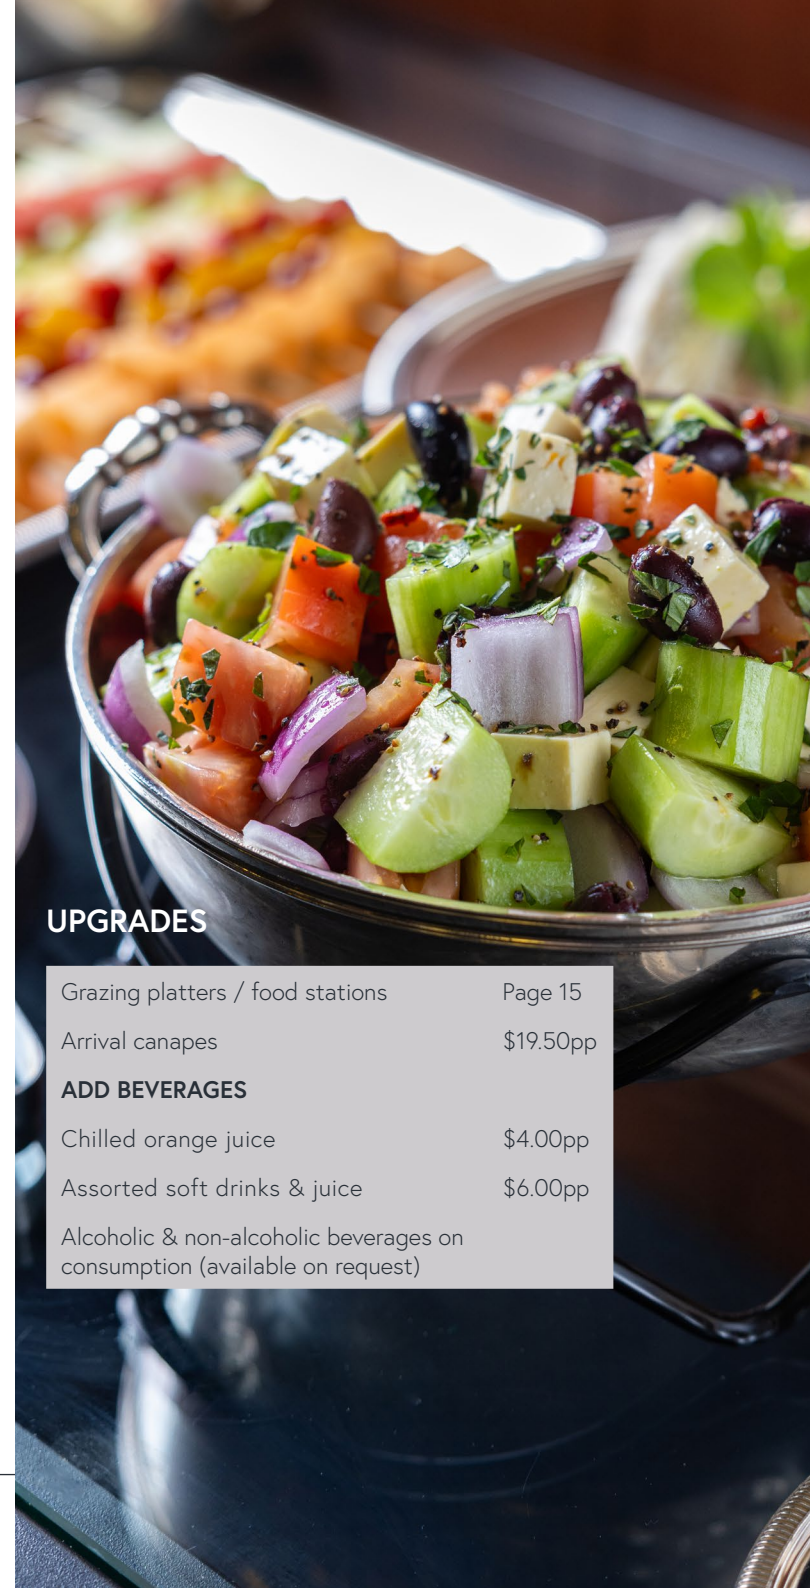 UPGRADES
Grazing platters / food stations Page 15
Arrival canapes $19.50pp
ADD BEVERAGES
Chilled orange juice $4.00pp
Assorted soft drinks & juice $6.00pp
Alcoholic & non-alcoholic beverages on
consumption (available on request)